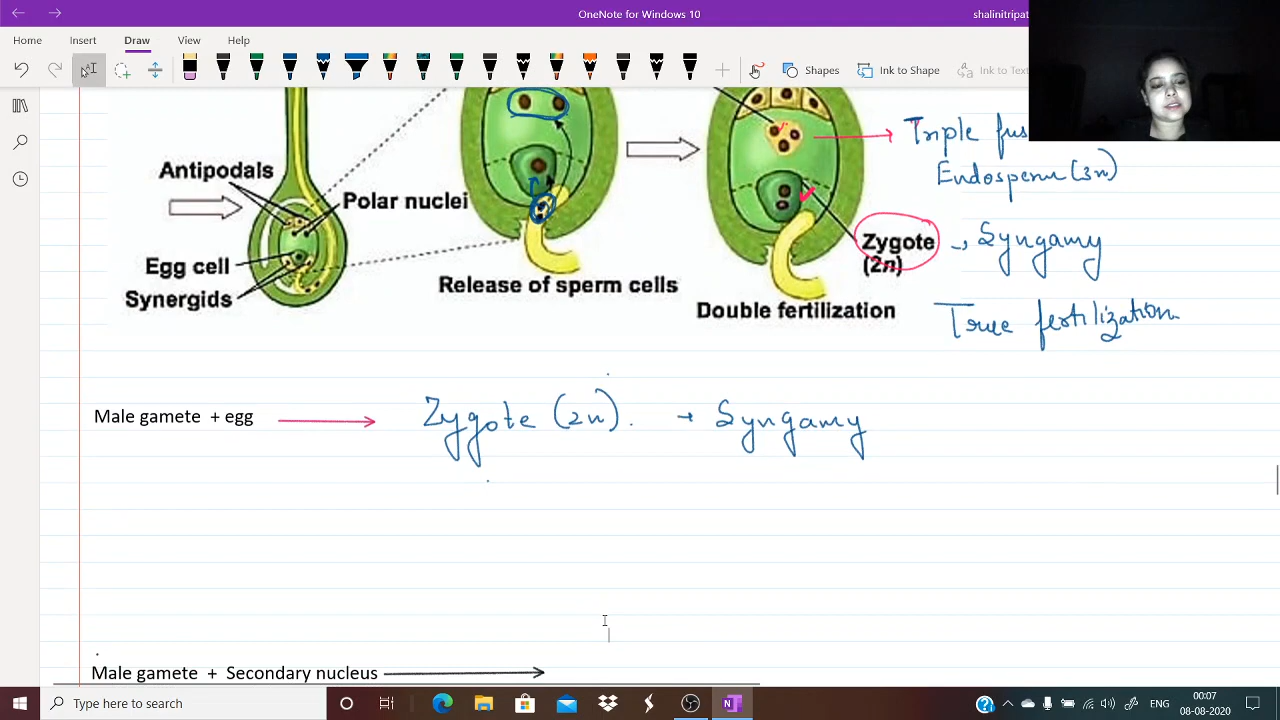 OneNote for Windows 10
shalinitripat
Home Insert Draw View Help
Shapes Ink to Shape Ink to Text
Antipodals
Polar nuclei
Egg cell
Synergids
Release of sperm cells
Double fertilization
Triple fus
Endosperm (3n)
Zygote
(2n)
→ Syngamy
True fertilization
Male gamete + egg → Zygote (2n). → Syngamy
Male gamete + Secondary nucleus →
Type here to search
ENG
00:07
08-08-2020